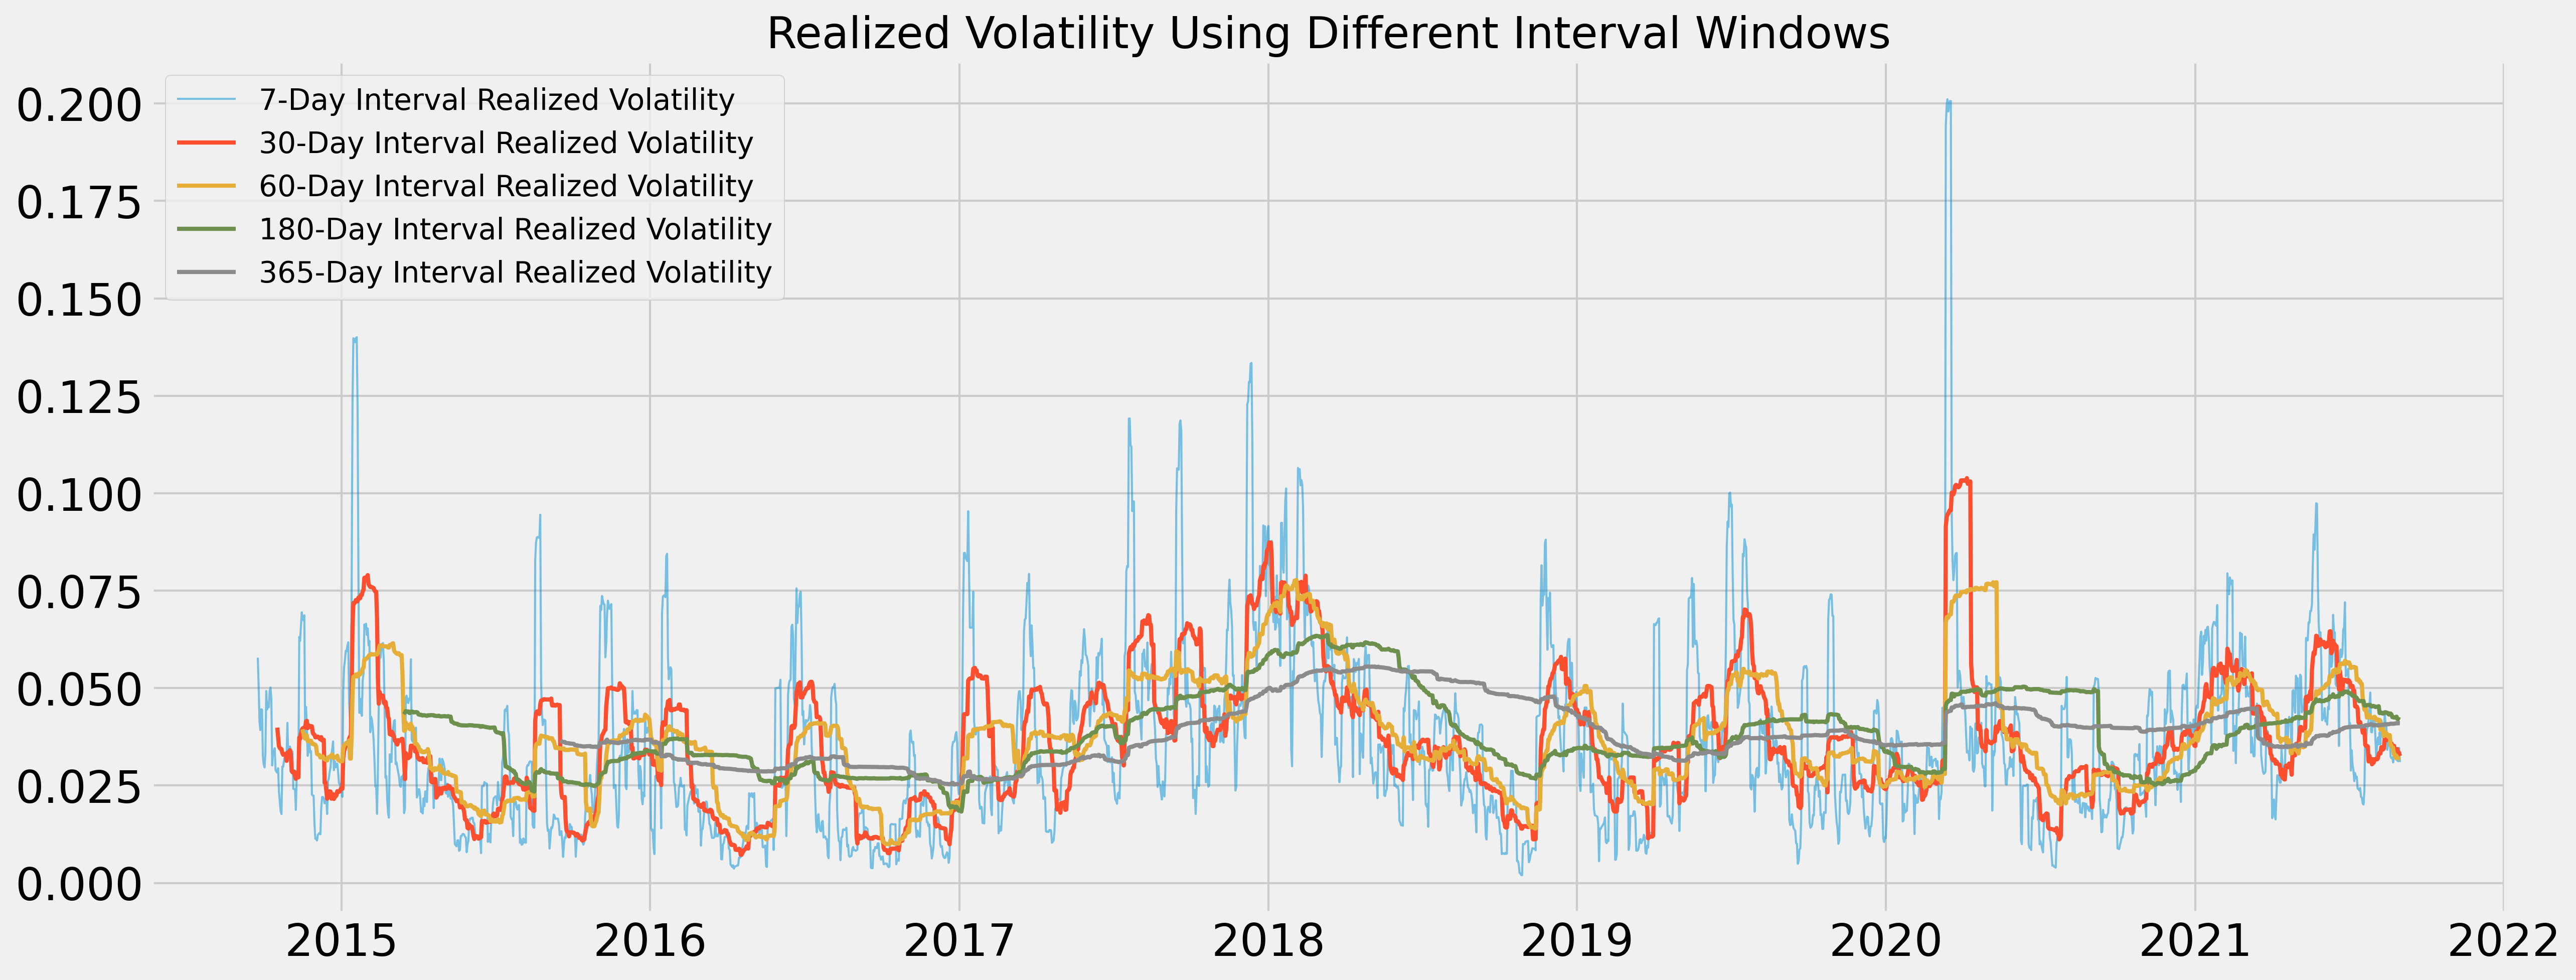 Realized Volatility Using Different Interval Windows
0.200
0.175
0.150
0.125
0.100
0.075
0.050
0.025
0.000
7-Day Interval Realized Volatility
30-Day Interval Realized Volatility
60-Day Interval Realized Volatility
180-Day Interval Realized Volatility
365-Day Interval Realized Volatility
2015 2016 2017 2018 2019 2020 2021 2022